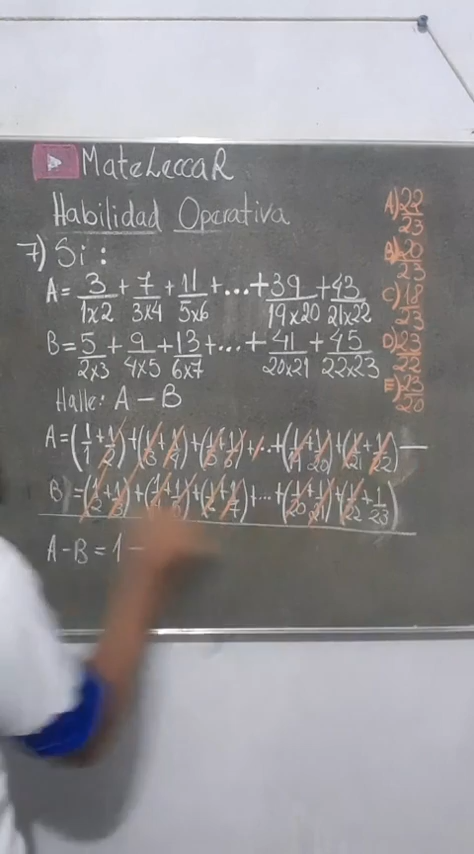 MateLeccaR
Habilidad Operativa
7) Si :
A= 3/1x2 + 7/3x4 + 11/5x6 +...+ 39/19x20 + 43/21x22
B= 5/2x3 + 9/4x5 + 13/6x7 +...+ 41/20x21 + 45/22x23
Halle: A - B
A=(1/1+1/2)+(1/3+1/4)+(1/5+1/6)+...+(1/19+1/20)+(1/21+1/22) -
B=(1/2+1/3)+(1/4+1/5)+(1/6+1/7)+...+(1/20+1/21)+(1/22+1/23)
A-B = 1 -
A) 22/23
B) 20/23
C) 18/23
D) 23/22
E) 23/20